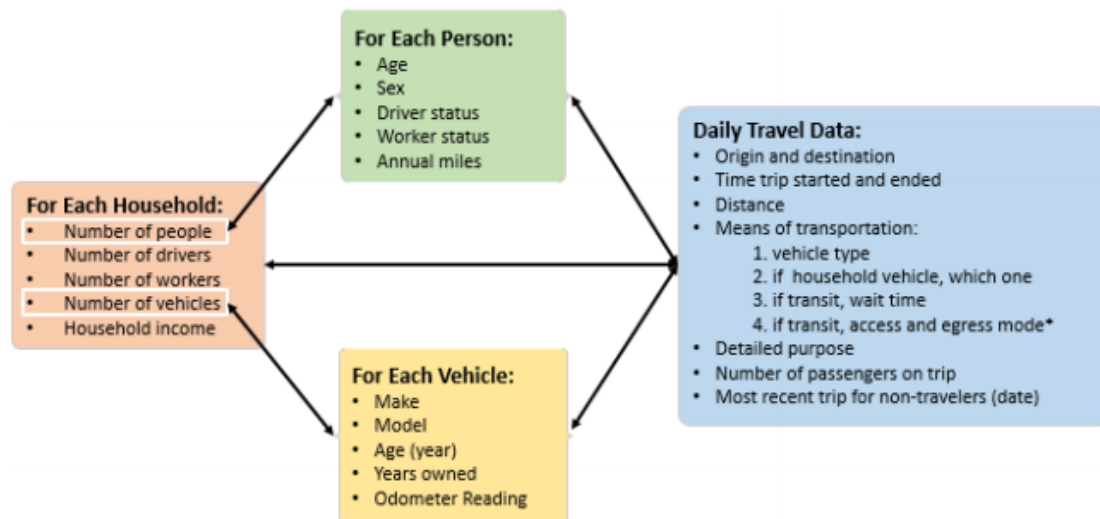 For Each Person:
• Age
• Sex
• Driver status
• Worker status
• Annual miles
For Each Household:
• Number of people
• Number of drivers
• Number of workers
• Number of vehicles
• Household income
For Each Vehicle:
• Make
• Model
• Age (year)
• Years owned
• Odometer Reading
Daily Travel Data:
• Origin and destination
• Time trip started and ended
• Distance
• Means of transportation:
1. vehicle type
2. if household vehicle, which one
3. if transit, wait time
4. if transit, access and egress mode*
• Detailed purpose
• Number of passengers on trip
• Most recent trip for non-travelers (date)